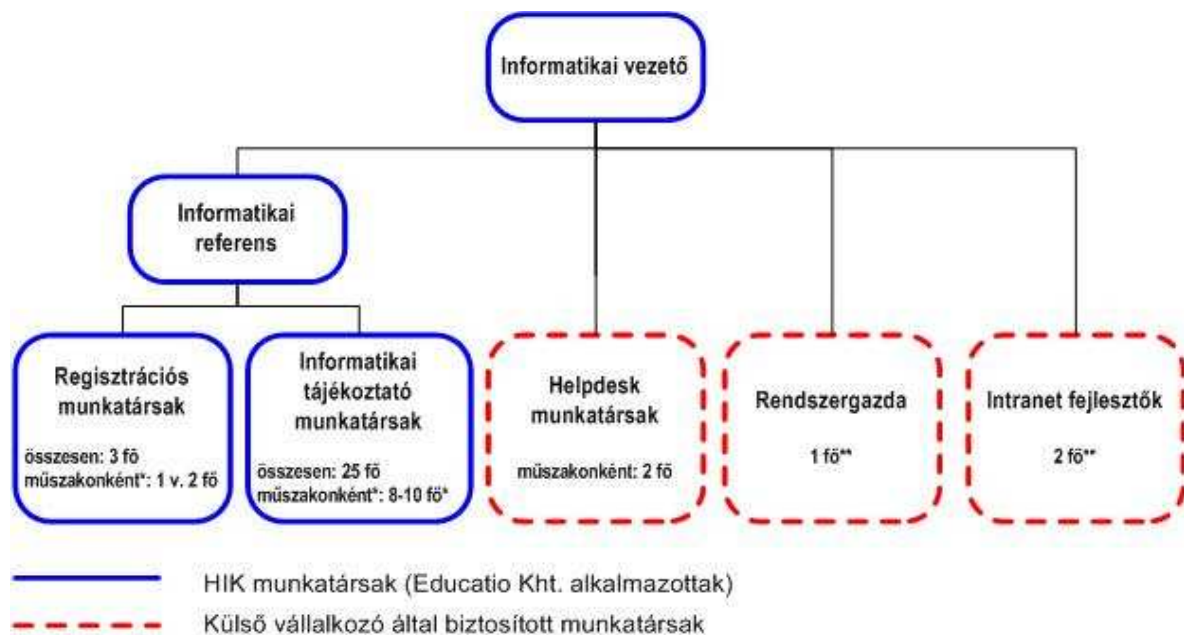 Informatikai vezető
Informatikai
referens
Regisztrációs
munkatársak
összesen: 3 fő
műszakonként*: 1 v. 2 fő
Informatikai
tájékoztató
munkatársak
összesen: 25 fő
műszakonként*: 8-10 fő*
Helpdesk
munkatársak
műszakonként: 2 fő
Rendszergazda
1 fő**
Intranet fejlesztők
2 fő**
HIK munkatársak (Educatio Kht. alkalmazottak)
Külső vállalkozó által biztosított munkatársak